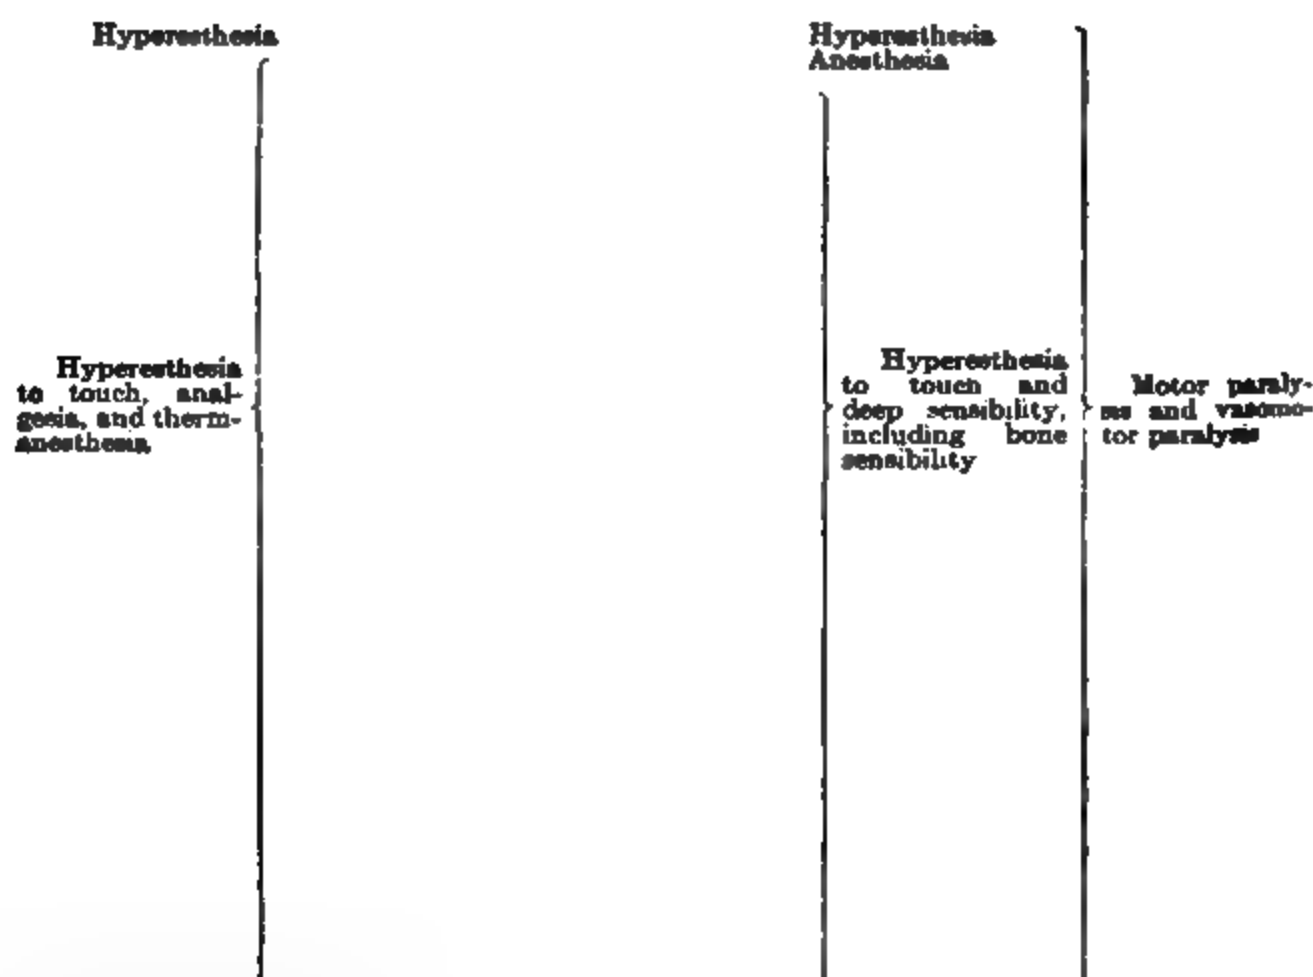 Hyperesthesia
Hyperesthesia
to touch, anal-
gesia, and therm-
anesthesia
Hyperesthesia
Anesthesia
Hyperesthesia
to touch and
deep sensibility,
including bone
sensibility
Motor paraly-
sis and vasomo-
tor paralysis